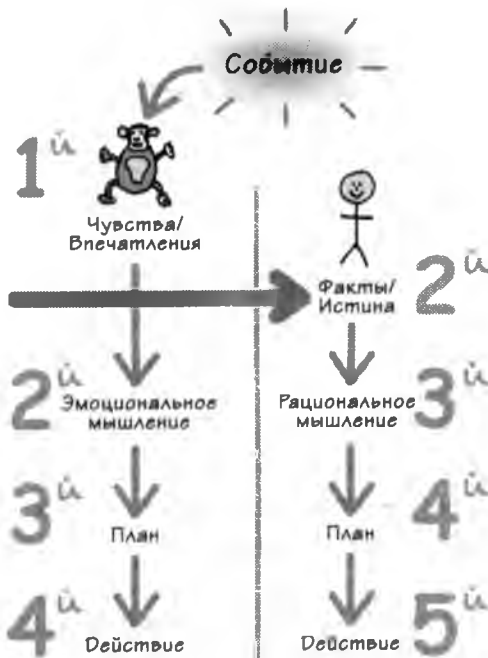 Событие
1й
Чувства/
Впечатления
Факты/
Истина
2й
2й
Эмоциональное
мышление
Рациональное
мышление
3й
3й
План
План
4й
4й
Действие
Действие
5й